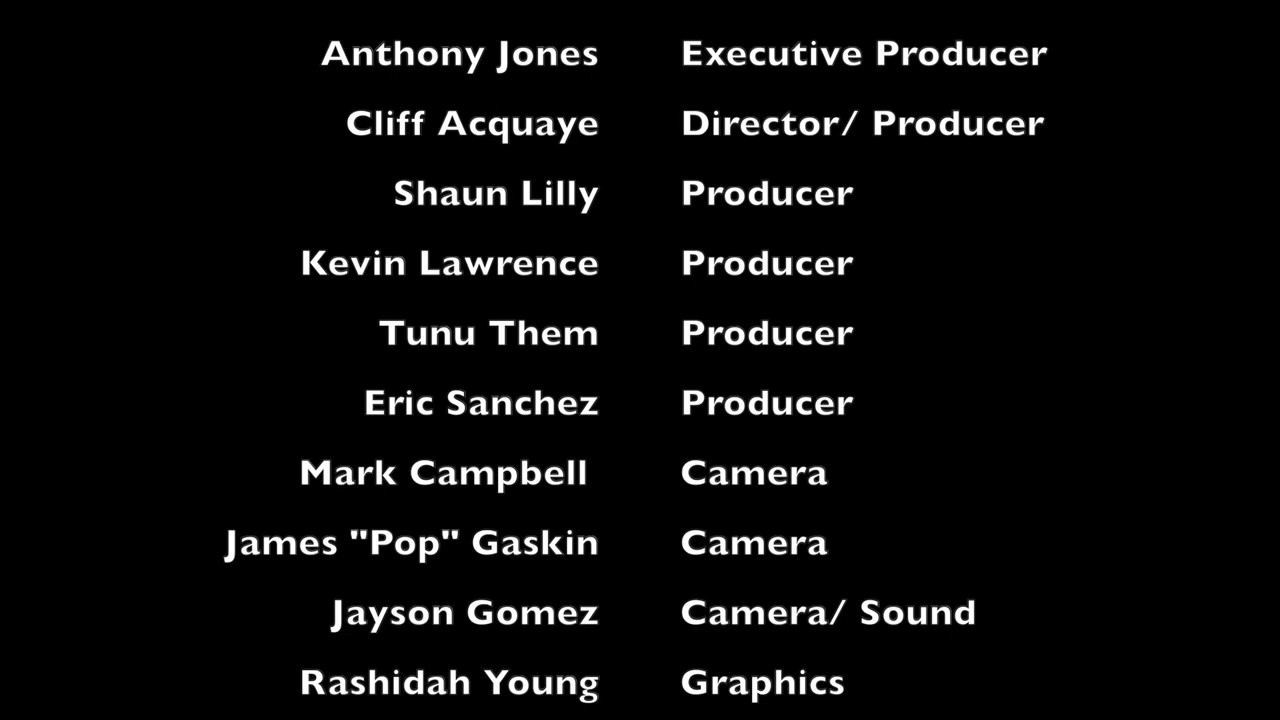 Anthony Jones Executive Producer
Cliff Acquaye Director/ Producer
Shaun Lilly Producer
Kevin Lawrence Producer
Tunu Them Producer
Eric Sanchez Producer
Mark Campbell Camera
James "Pop" Gaskin Camera
Jayson Gomez Camera/ Sound
Rashidah Young Graphics